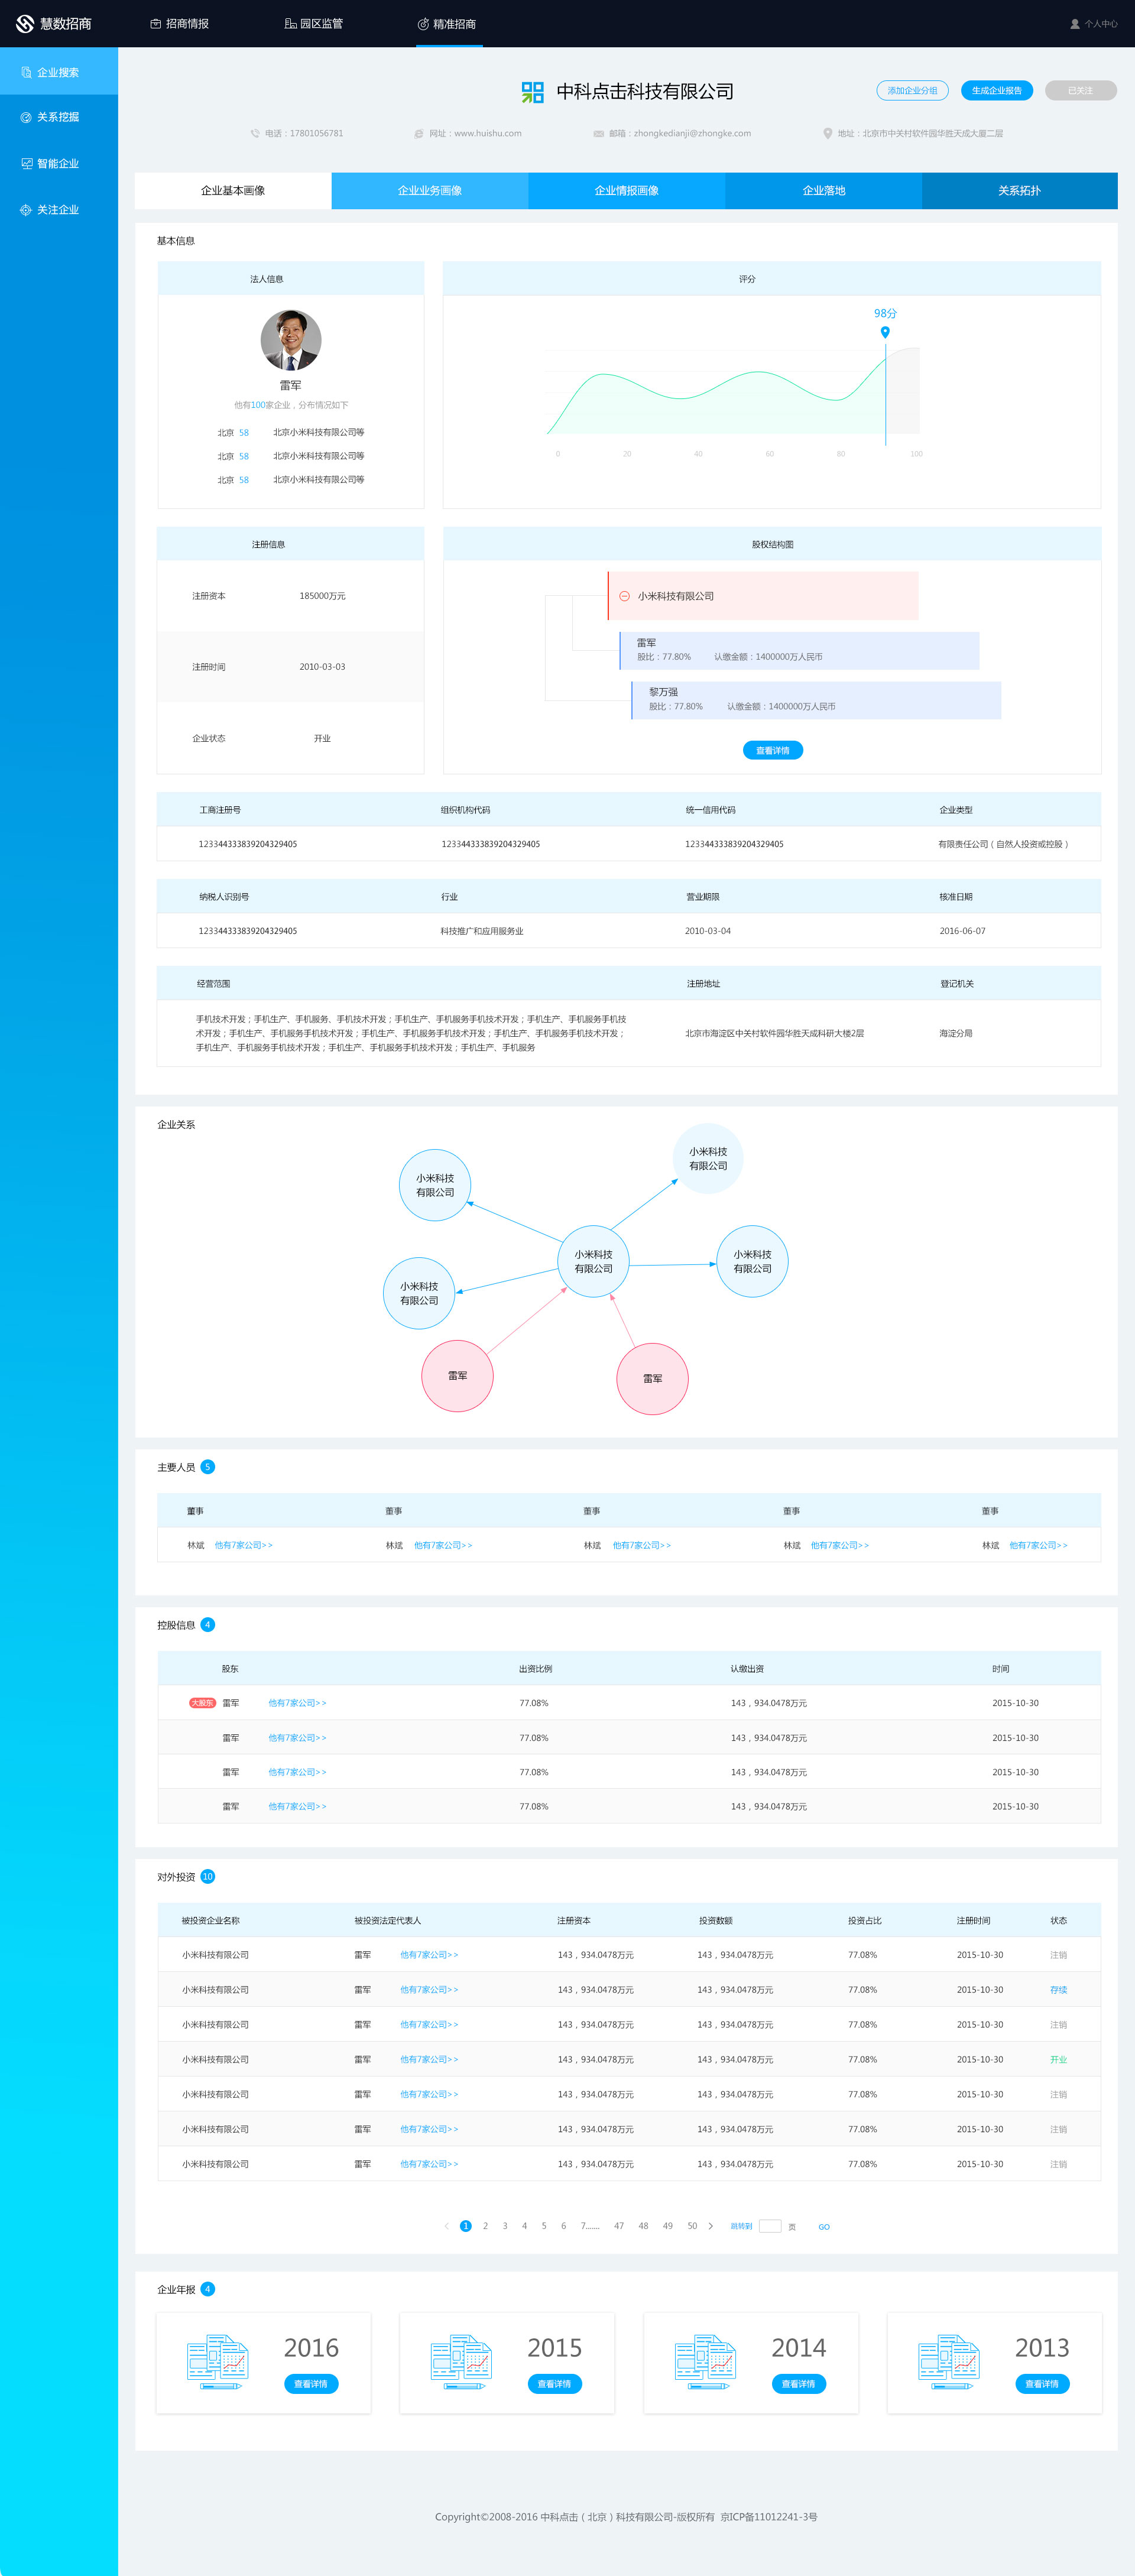 慧数招商
招商情报
园区监管
精准招商
个人中心
企业搜索
关系挖掘
智能企业
关注企业
中科点击科技有限公司
添加企业分组
生成企业报告
已关注
电话：17801056781
网址：www.huishu.com
邮箱：zhongkedianji@zhongke.com
地址：北京市中关村软件园华胜天成大厦二层
企业基本画像
企业业务画像
企业情报画像
企业落地
关系拓扑
基本信息
法人信息
雷军
他有100家企业，分布情况如下
北京 58 北京小米科技有限公司等
北京 58 北京小米科技有限公司等
北京 58 北京小米科技有限公司等
评分
98分
0 20 40 60 80 100
注册信息
注册资本 185000万元
注册时间 2010-03-03
企业状态 开业
股权结构图
小米科技有限公司
雷军
股比：77.80% 认缴金额：1400000万人民币
黎万强
股比：77.80% 认缴金额：1400000万人民币
查看详情
工商注册号 组织机构代码 统一信用代码 企业类型
123344333839204329405 123344333839204329405 123344333839204329405 有限责任公司（自然人投资或控股）
纳税人识别号 行业 营业期限 核准日期
123344333839204329405 科技推广和应用服务业 2010-03-04 2016-06-07
经营范围 注册地址 登记机关
手机技术开发；手机生产、手机服务、手机技术开发；手机生产、手机服务手机技术开发；手机生产、手机服务手机技
术开发；手机生产、手机服务手机技术开发；手机生产、手机服务手机技术开发；手机生产、手机服务手机技术开发；
手机生产、手机服务手机技术开发；手机生产、手机服务手机技术开发；手机生产、手机服务
北京市海淀区中关村软件园华胜天成科研大楼2层
海淀分局
企业关系
小米科技
有限公司
小米科技
有限公司
小米科技
有限公司
小米科技
有限公司
小米科技
有限公司
雷军
雷军
主要人员 5
董事 董事 董事 董事 董事
林斌 他有7家公司>> 林斌 他有7家公司>> 林斌 他有7家公司>> 林斌 他有7家公司>> 林斌 他有7家公司>>
控股信息 4
股东 出资比例 认缴出资 时间
大股东 雷军 他有7家公司>> 77.08% 143，934.0478万元 2015-10-30
雷军 他有7家公司>> 77.08% 143，934.0478万元 2015-10-30
雷军 他有7家公司>> 77.08% 143，934.0478万元 2015-10-30
雷军 他有7家公司>> 77.08% 143，934.0478万元 2015-10-30
对外投资 10
被投资企业名称 被投资法定代表人 注册资本 投资数额 投资占比 注册时间 状态
小米科技有限公司 雷军 他有7家公司>> 143，934.0478万元 143，934.0478万元 77.08% 2015-10-30 注销
小米科技有限公司 雷军 他有7家公司>> 143，934.0478万元 143，934.0478万元 77.08% 2015-10-30 存续
小米科技有限公司 雷军 他有7家公司>> 143，934.0478万元 143，934.0478万元 77.08% 2015-10-30 注销
小米科技有限公司 雷军 他有7家公司>> 143，934.0478万元 143，934.0478万元 77.08% 2015-10-30 开业
小米科技有限公司 雷军 他有7家公司>> 143，934.0478万元 143，934.0478万元 77.08% 2015-10-30 注销
小米科技有限公司 雷军 他有7家公司>> 143，934.0478万元 143，934.0478万元 77.08% 2015-10-30 注销
小米科技有限公司 雷军 他有7家公司>> 143，934.0478万元 143，934.0478万元 77.08% 2015-10-30 注销
< 1 2 3 4 5 6 7....... 47 48 49 50 > 跳转到 页 GO
企业年报 4
2016
查看详情
2015
查看详情
2014
查看详情
2013
查看详情
Copyright©2008-2016 中科点击（北京）科技有限公司-版权所有 京ICP备11012241-3号